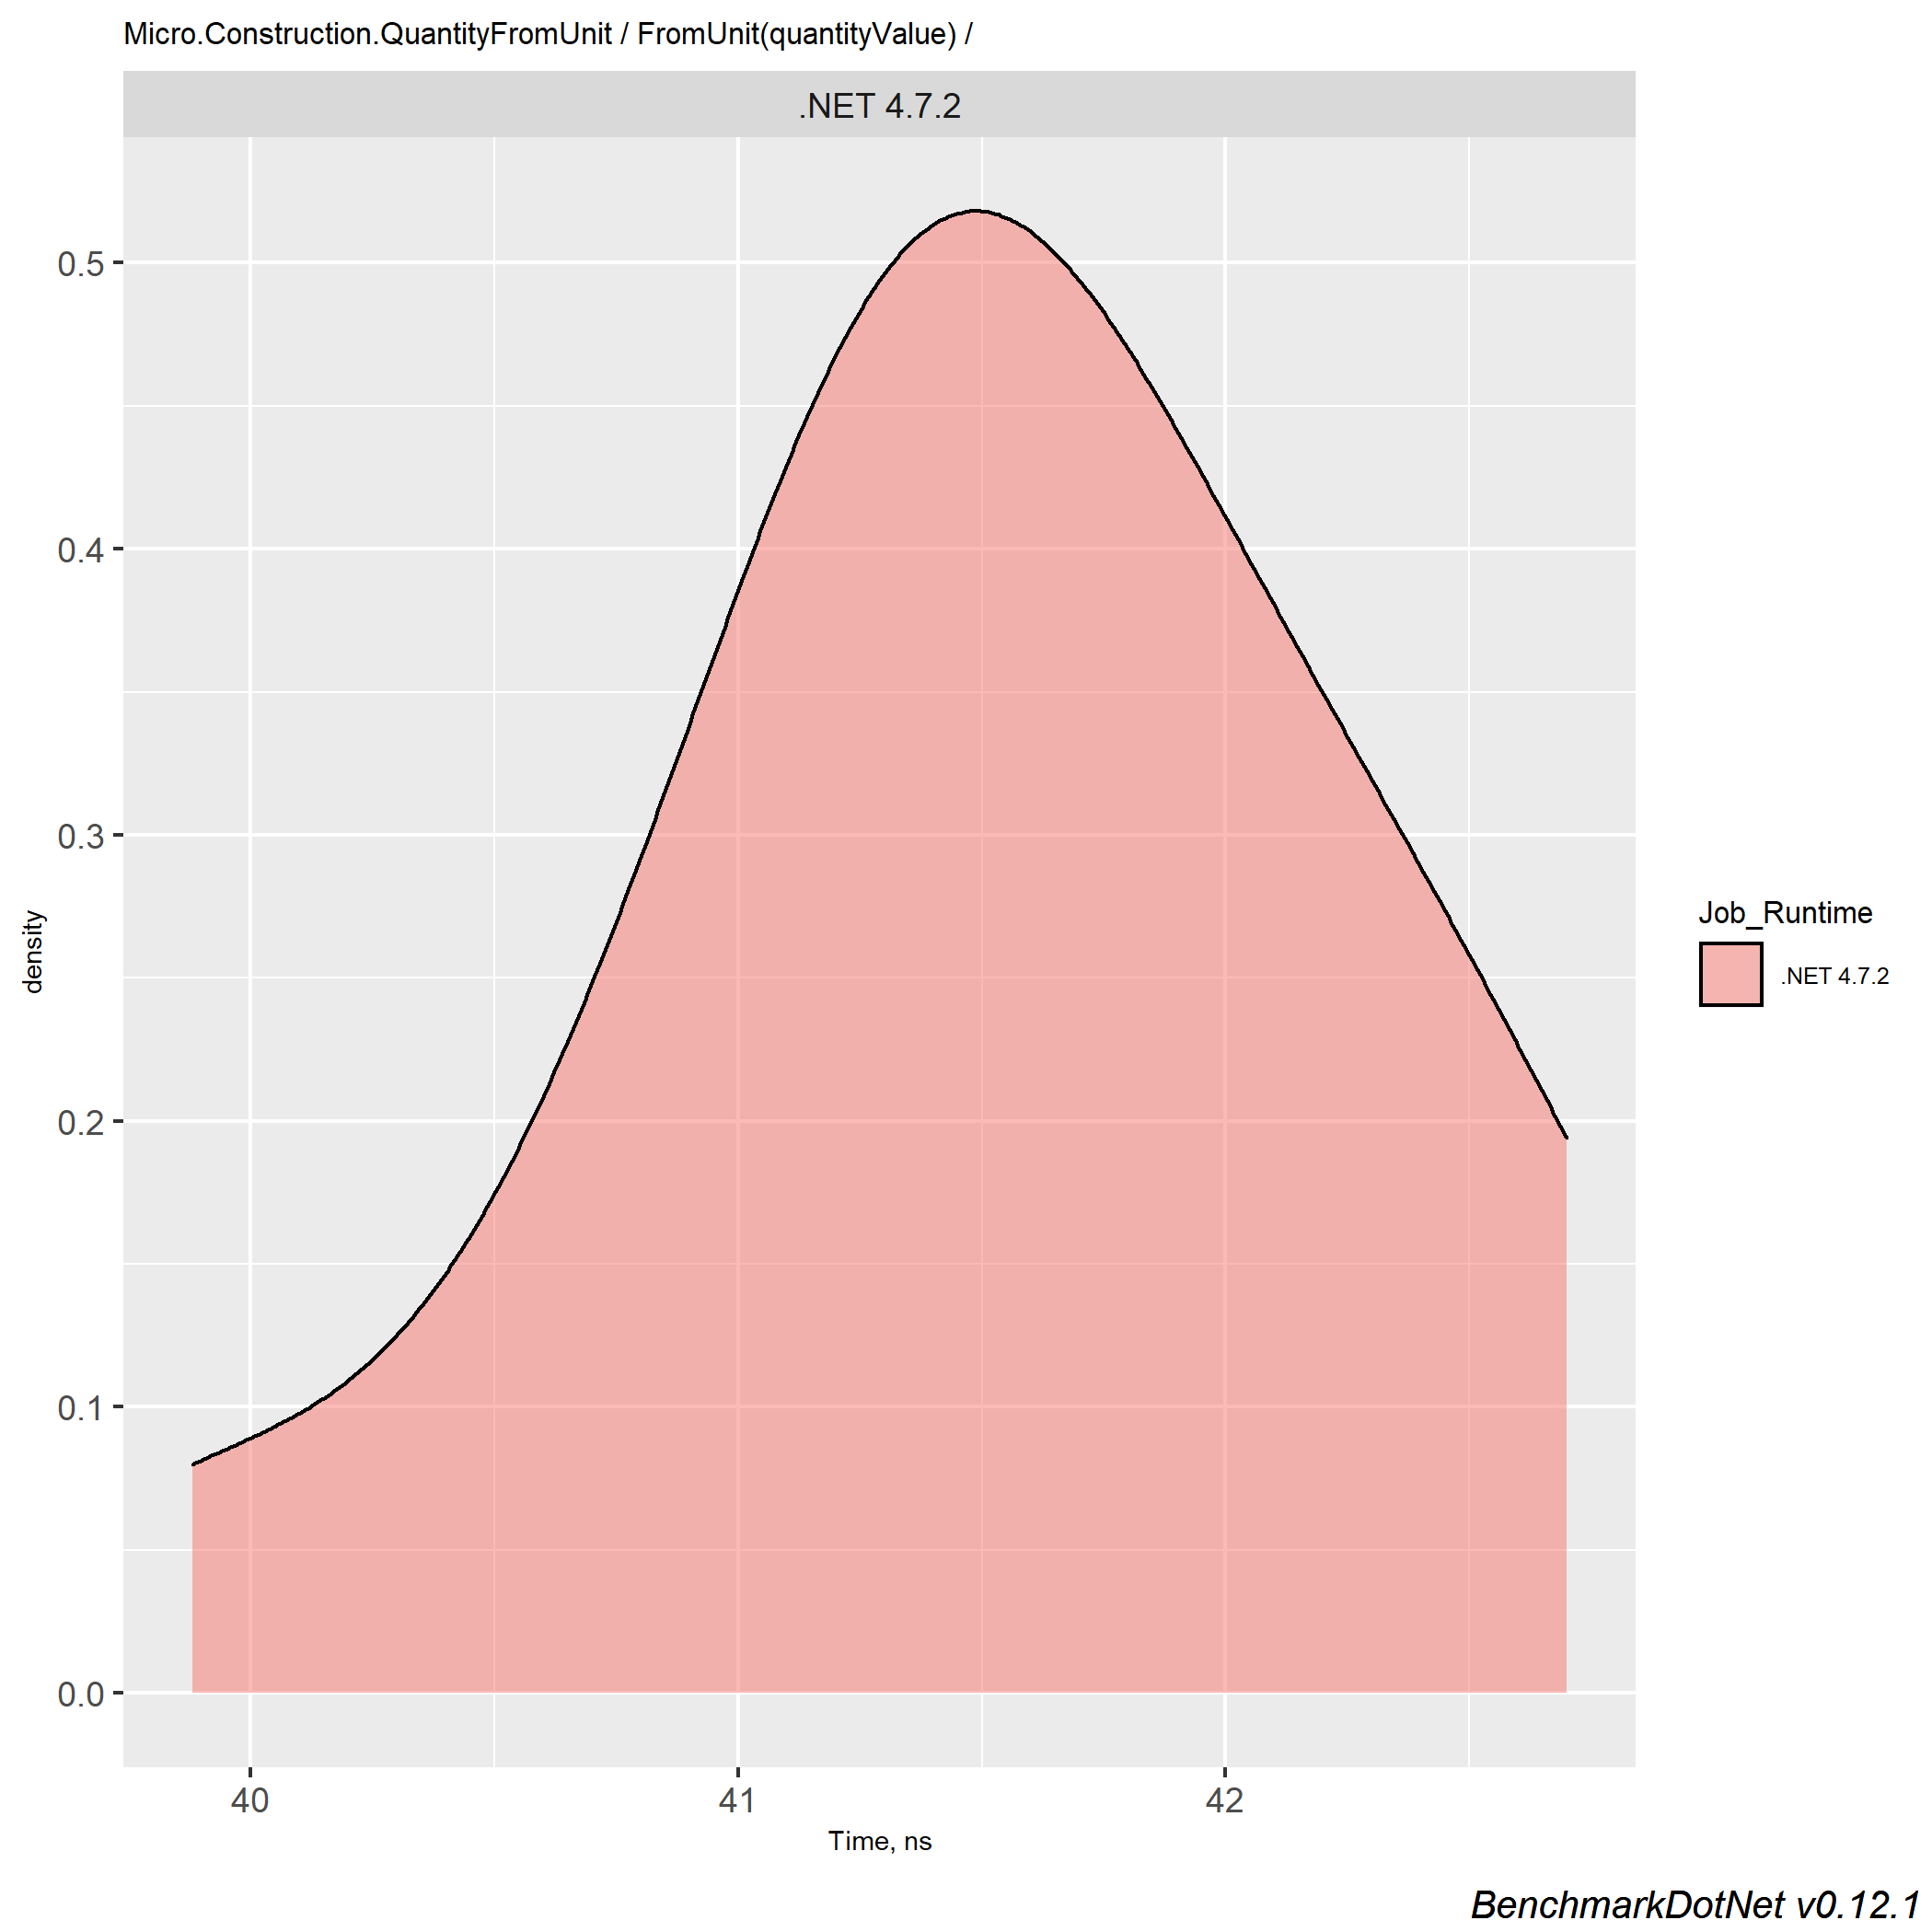 Micro.Construction.QuantityFromUnit / FromUnit(quantityValue) /
.NET 4.7.2
0.5
0.4
0.3
0.2
0.1
0.0
density
40 41 42
Time, ns
Job_Runtime
.NET 4.7.2
BenchmarkDotNet v0.12.1